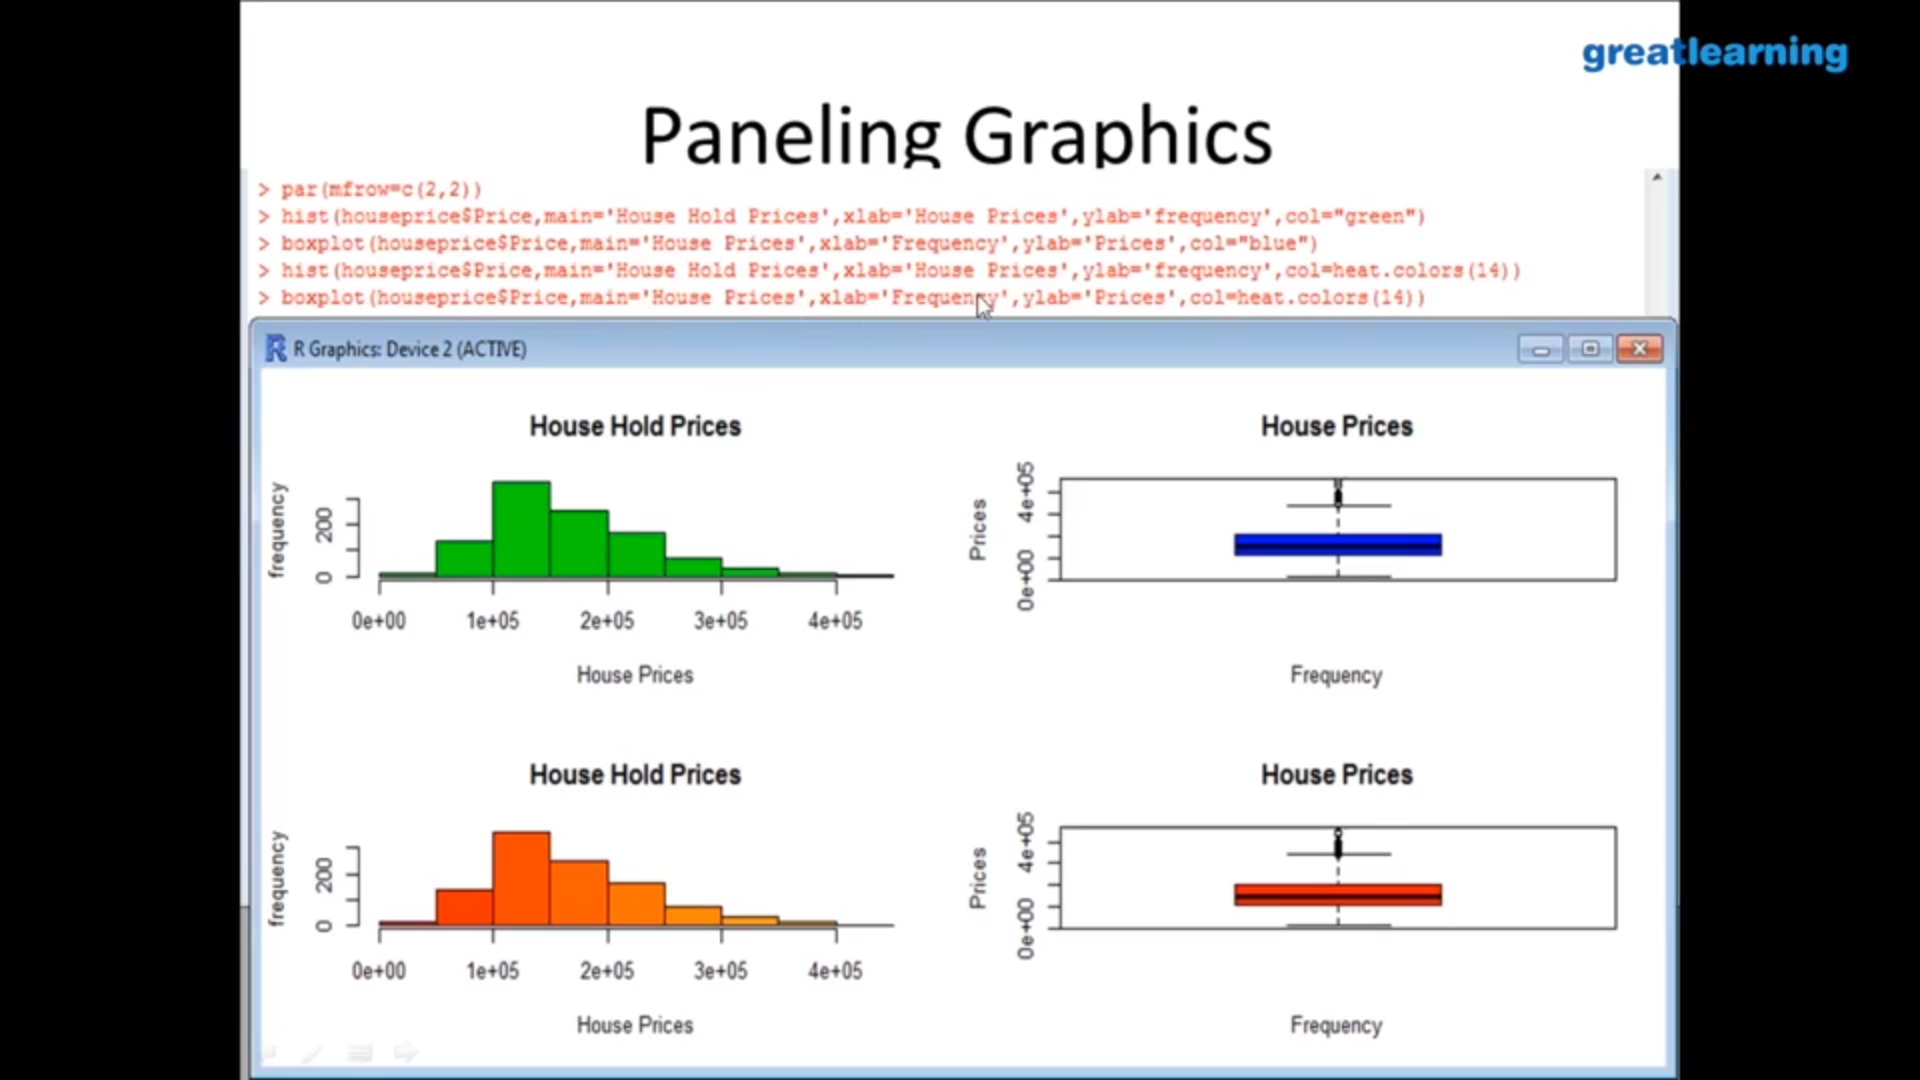 greatlearning
Paneling Graphics
> par(mfrow=c(2,2))
> hist(houseprice$Price,main='House Hold Prices',xlab='House Prices',ylab='frequency',col="green")
> boxplot(houseprice$Price,main='House Prices',xlab='Frequency',ylab='Prices',col="blue")
> hist(houseprice$Price,main='House Hold Prices',xlab='House Prices',ylab='frequency',col=heat.colors(14))
> boxplot(houseprice$Price,main='House Prices',xlab='Frequency',ylab='Prices',col=heat.colors(14))
R Graphics: Device 2 (ACTIVE)
House Hold Prices
frequency
200
0
0e+00 1e+05 2e+05 3e+05 4e+05
House Prices
House Prices
Prices
4e+05
0e+00
Frequency
House Hold Prices
frequency
200
0
0e+00 1e+05 2e+05 3e+05 4e+05
House Prices
House Prices
Prices
4e+05
0e+00
Frequency